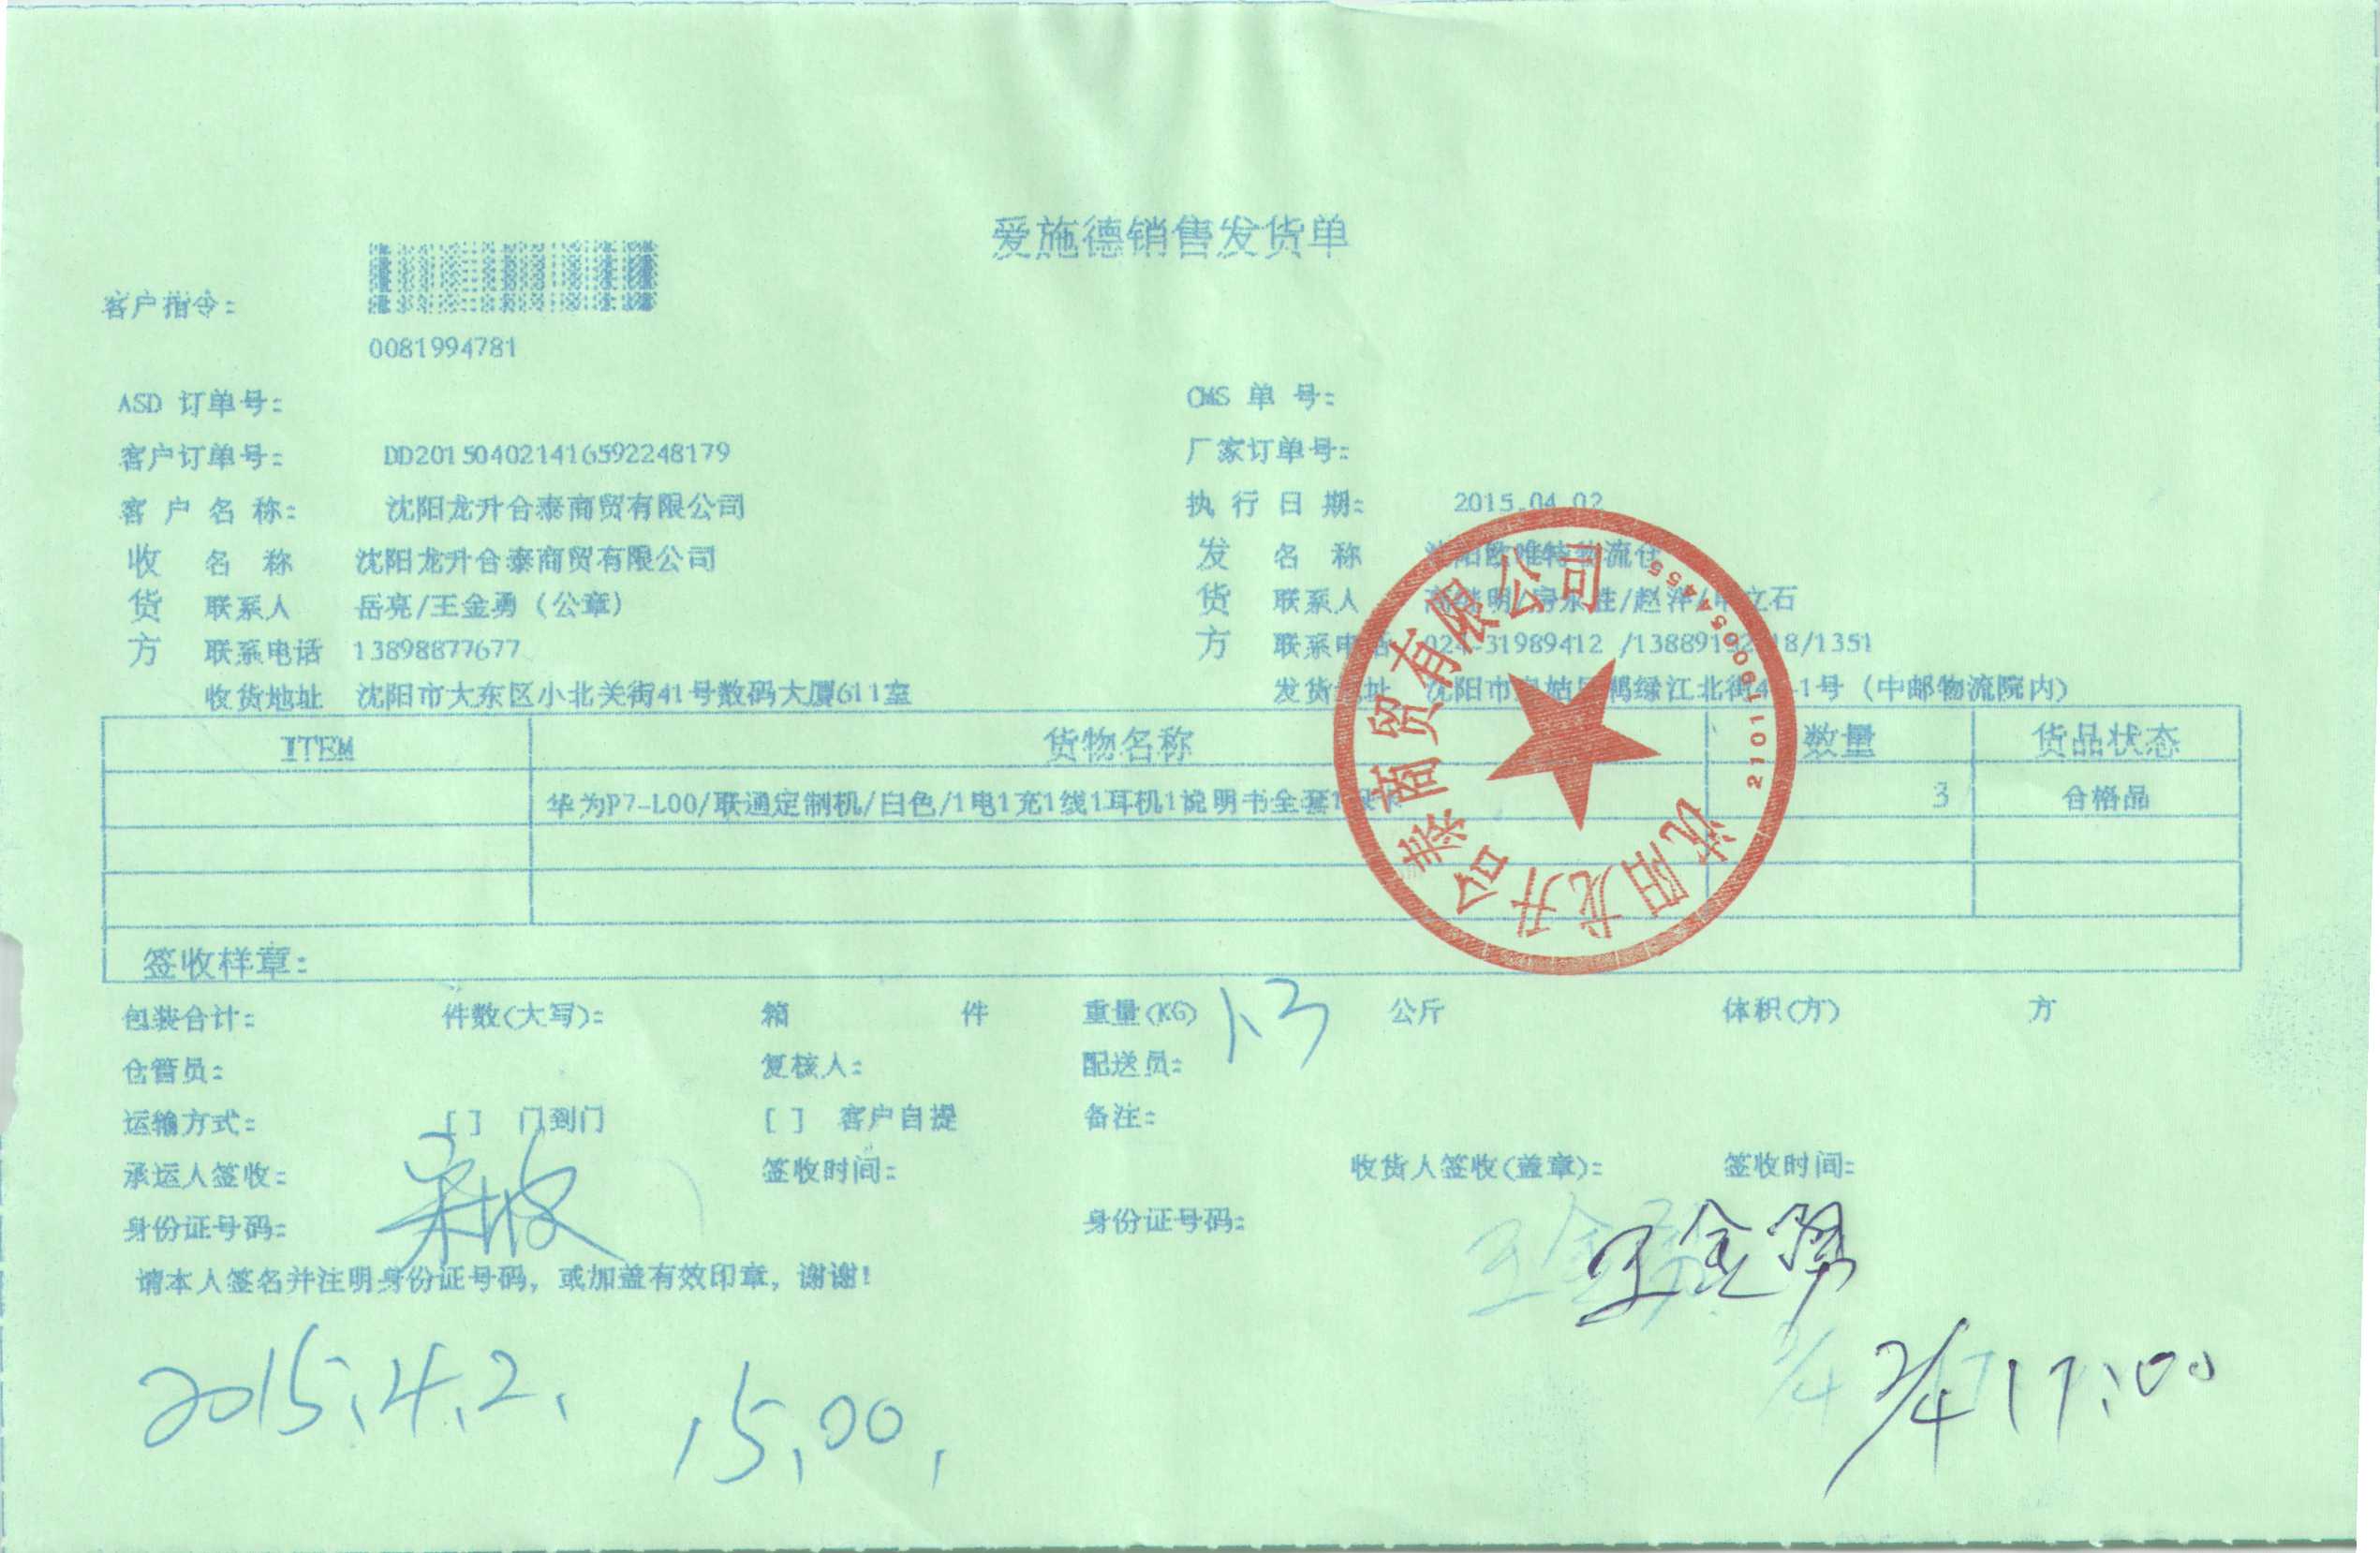 爱施德销售发货单
客户指令:
0081994781
ASD 订单号: CMS 单 号:
客户订单号: DD20150402141659224​8179 厂家订单号:
客 户 名 称: 沈阳龙升合泰商贸有限公司 执 行 日 期: 2015.04.02
收 名 称 沈阳龙升合泰商贸有限公司 发 名 称 沈阳欧唯特物流仓
货 联系人 岳亮/王金勇 (公章) 货 联系人
方 联系电话 13898877677 方 联系电话 024-31989412
收货地址 沈阳市大东区小北关街41号数码大厦611室 发货地址 (中邮物流院内)
ITEM 货物名称 数量 货品状态
华为P7-L00/联通定制机/白色/1电1充1线1耳机1说明书全套1 3 合格品
沈阳龙升合泰商贸有限公司
签收样章:
包装合计: 件数(大写): 箱 件 重量(KG) 1.3 公斤 体积(方) 方
仓管员: 复核人: 配送员:
运输方式: [ ] 门到门 [ ] 客户自提 备注:
承运人签收: 签收时间: 收货人签收(盖章): 签收时间:
身份证号码: 身份证号码: 王金勇
请本人签名并注明身份证号码, 或加盖有效印章, 谢谢!
2015.4.2. 15.00. 2/4 17:00